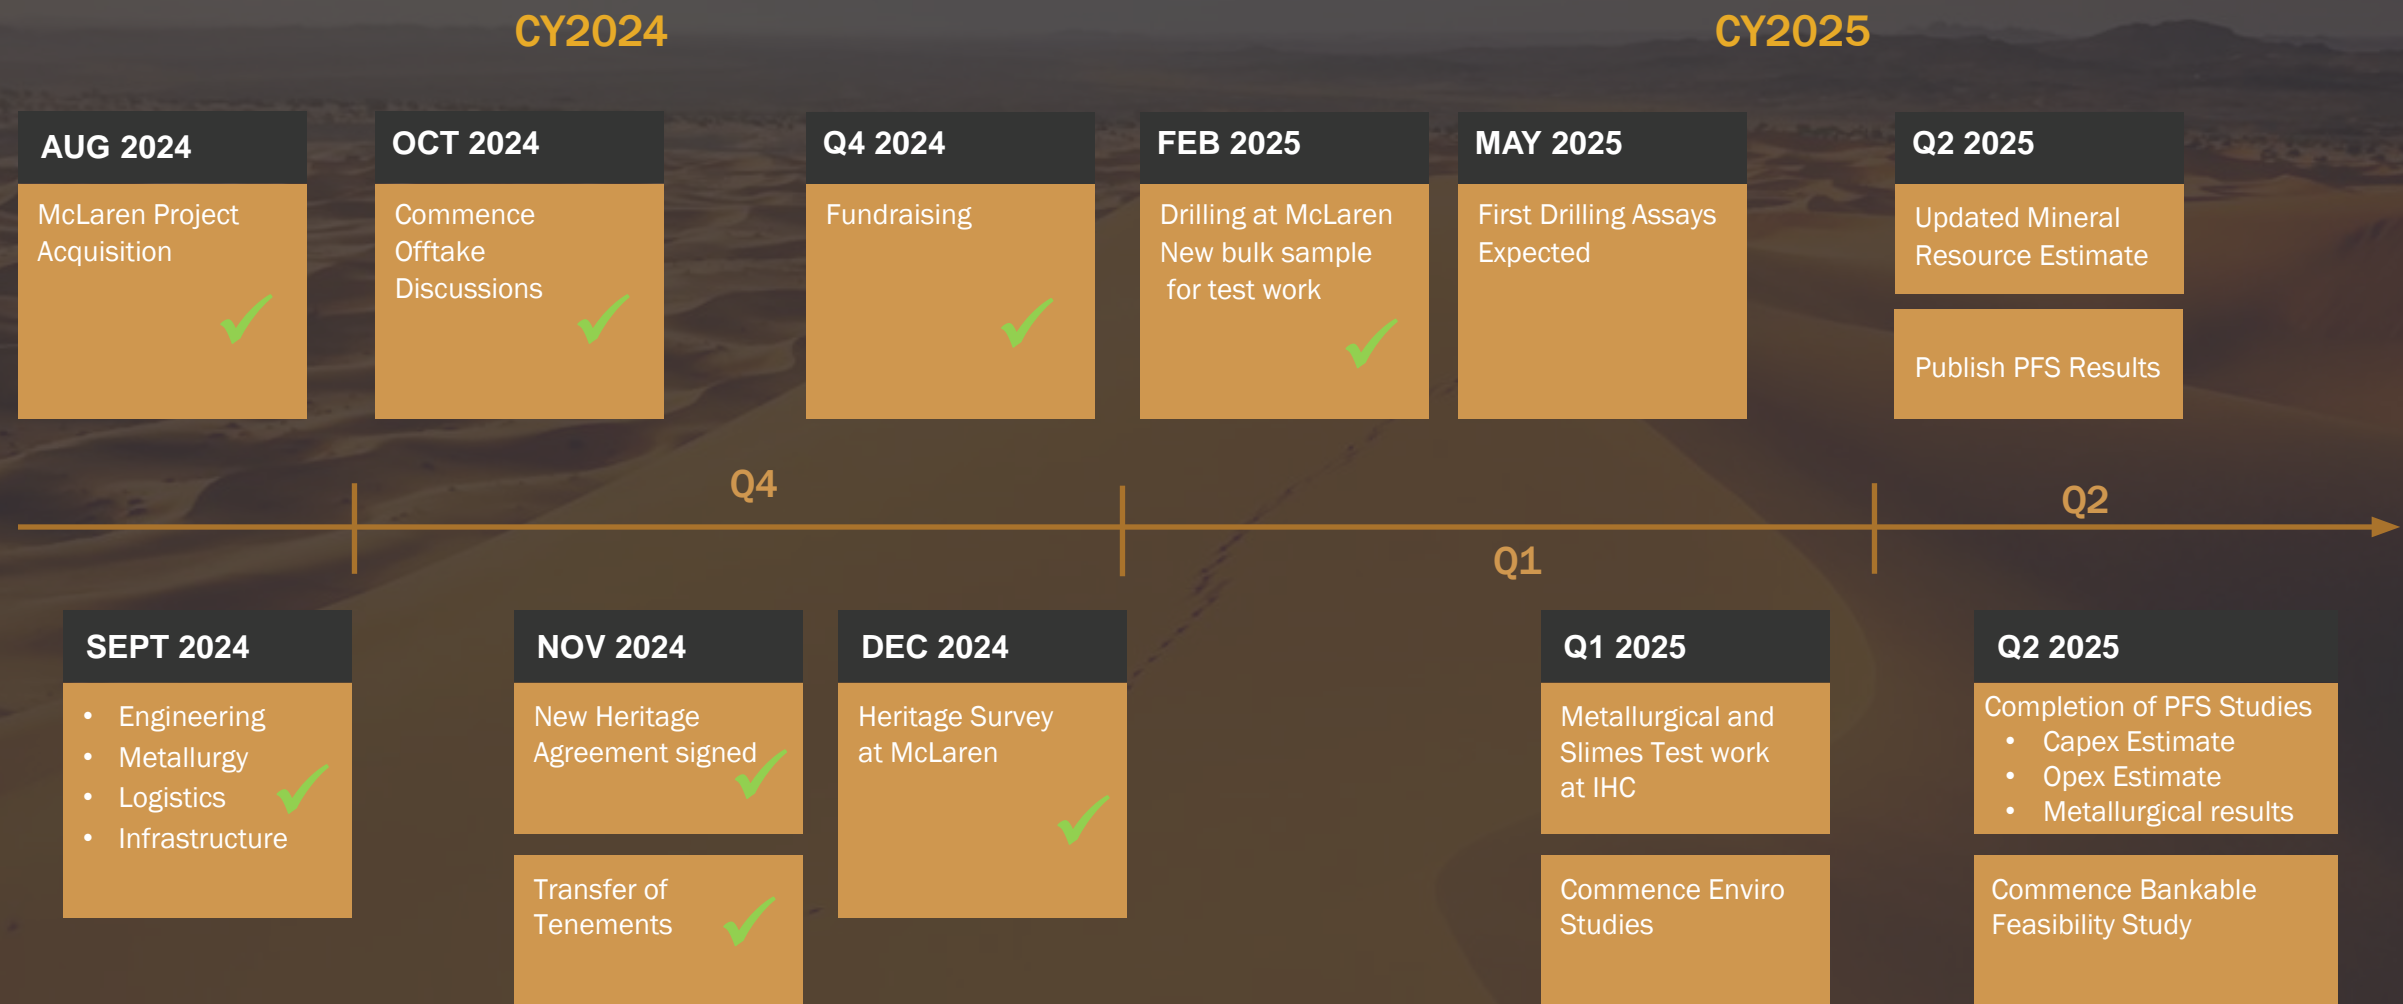 CY2024
CY2025
AUG 2024
McLaren Project
Acquisition
OCT 2024
Commence
Offtake
Discussions
Q4 2024
Fundraising
FEB 2025
Drilling at McLaren
New bulk sample
for test work
MAY 2025
First Drilling Assays
Expected
Q2 2025
Updated Mineral
Resource Estimate
Publish PFS Results
Q4
Q1
Q2
SEPT 2024
• Engineering
• Metallurgy
• Logistics
• Infrastructure
NOV 2024
New Heritage
Agreement signed
Transfer of
Tenements
DEC 2024
Heritage Survey
at McLaren
Q1 2025
Metallurgical and
Slimes Test work
at IHC
Commence Enviro
Studies
Q2 2025
Completion of PFS Studies
• Capex Estimate
• Opex Estimate
• Metallurgical results
Commence Bankable
Feasibility Study